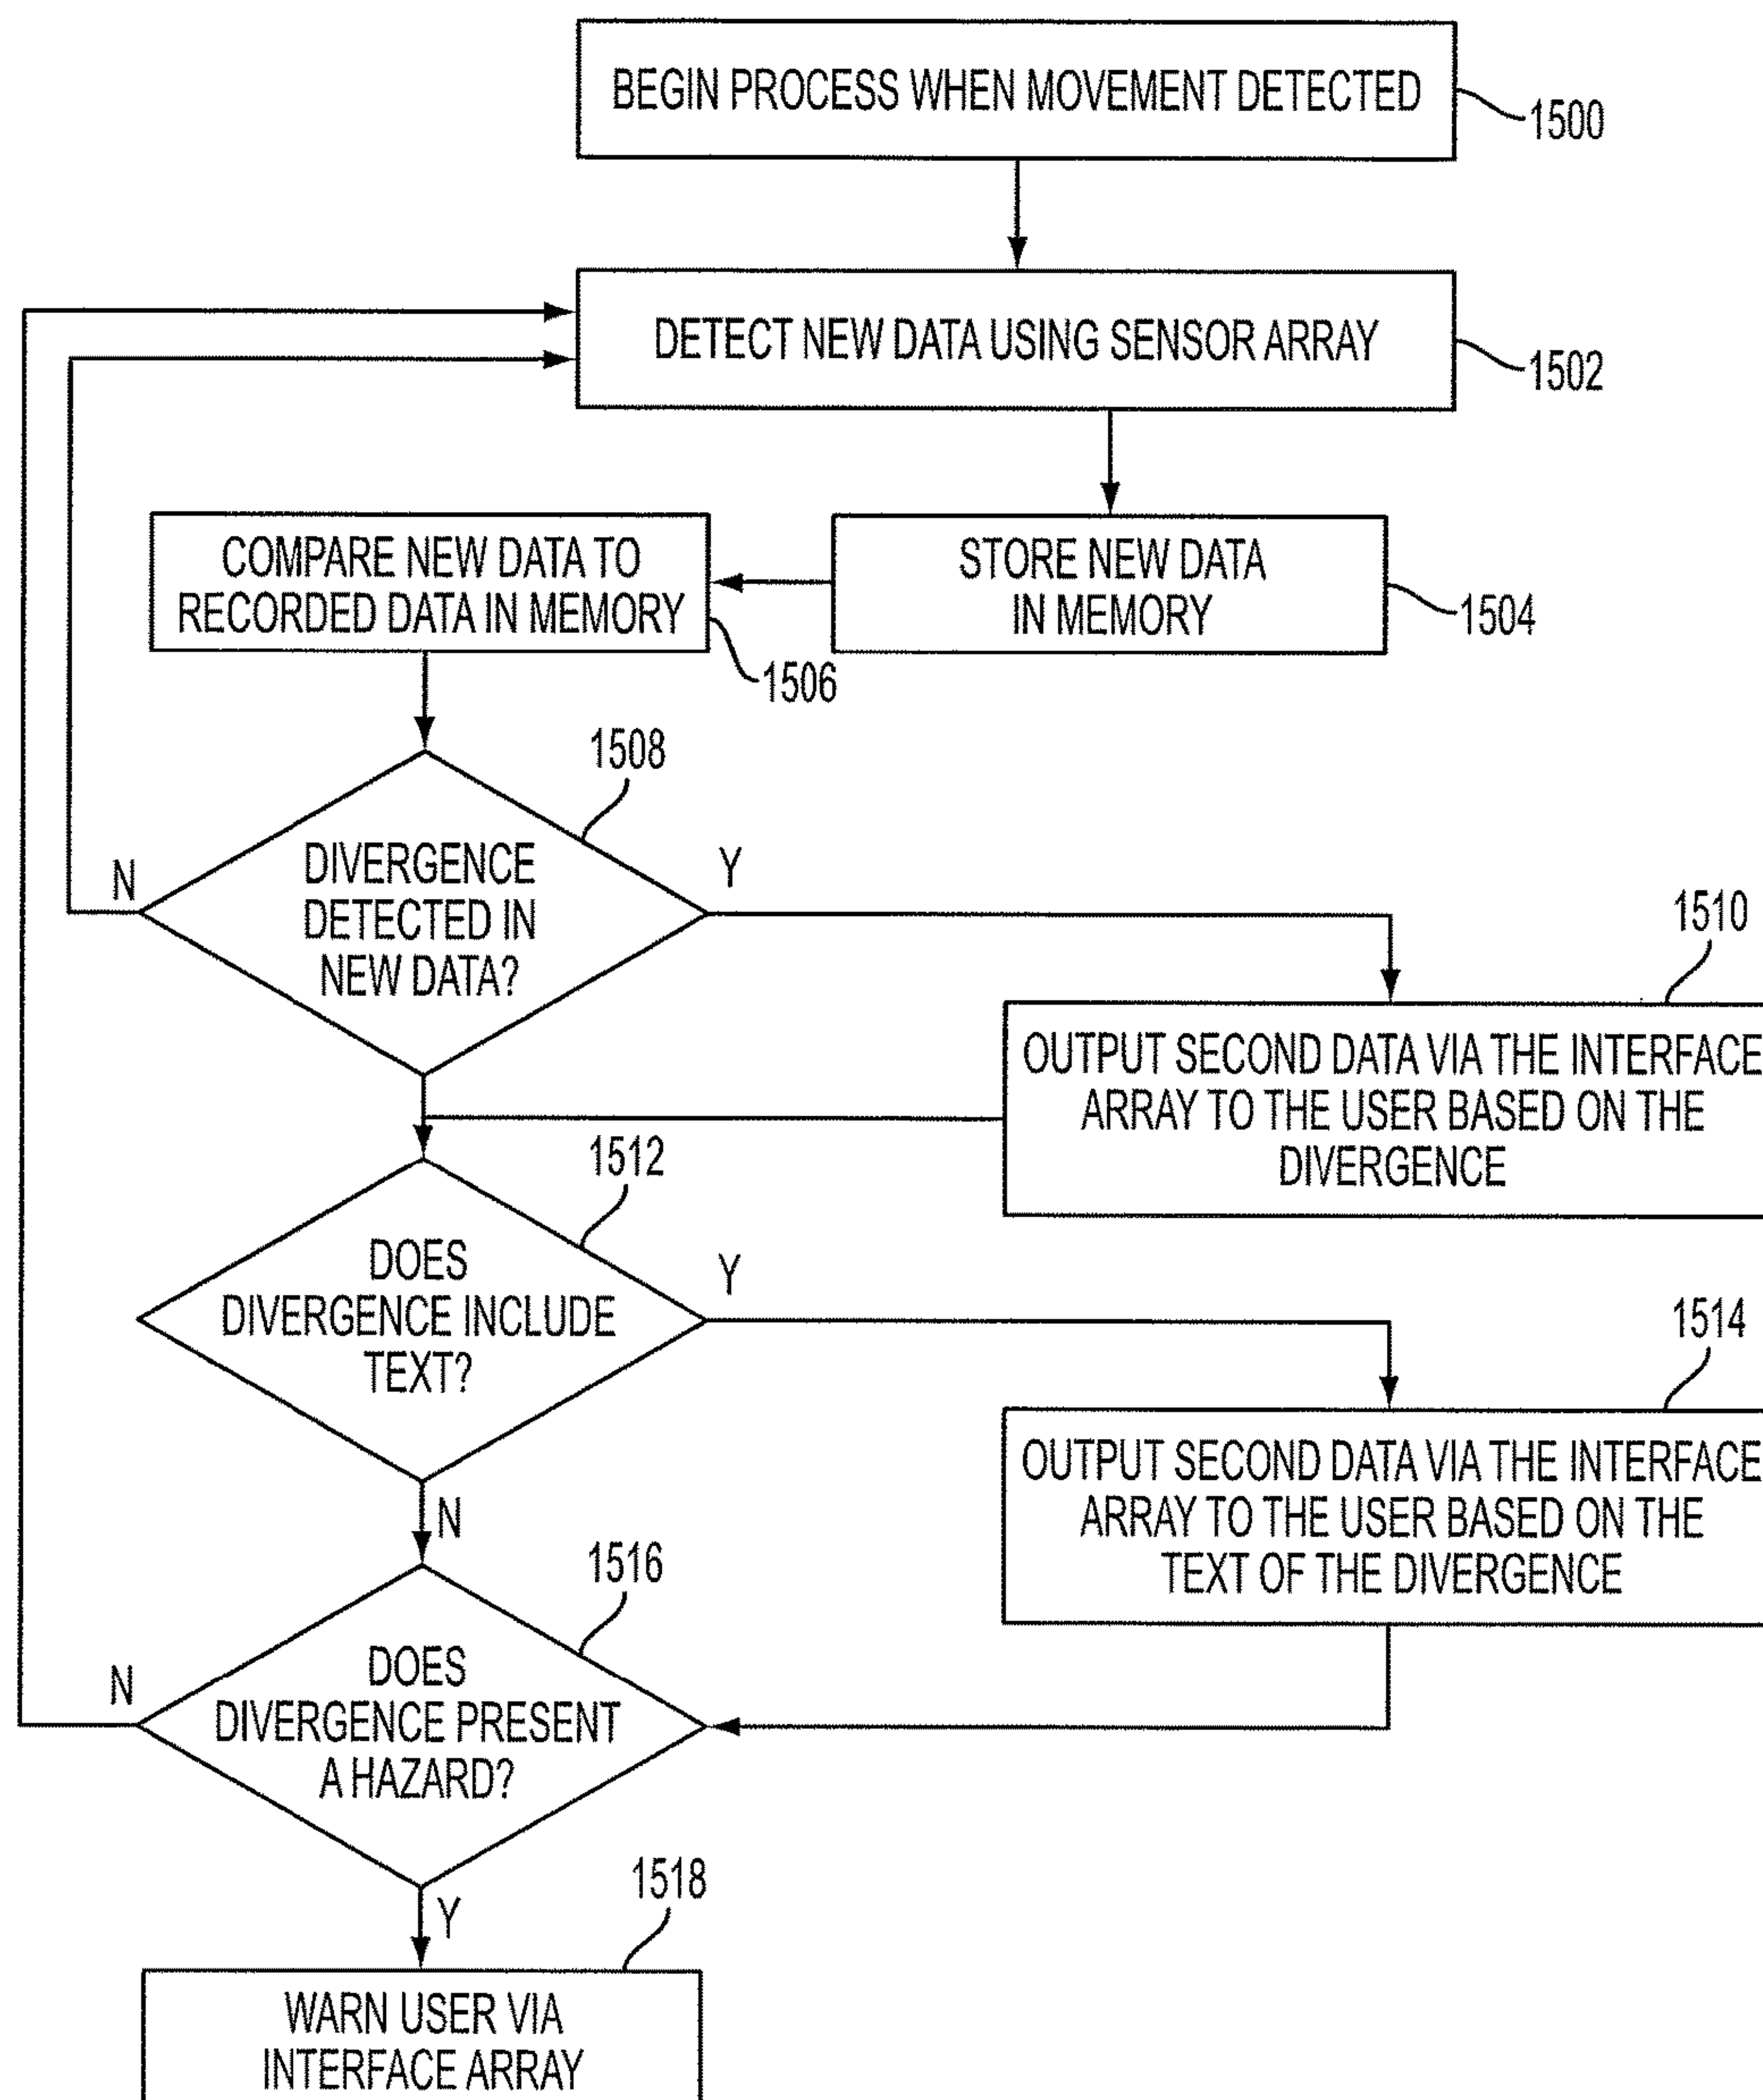 BEGIN PROCESS WHEN MOVEMENT DETECTED
1500
DETECT NEW DATA USING SENSOR ARRAY
1502
COMPARE NEW DATA TO
RECORDED DATA IN MEMORY
1506
STORE NEW DATA
IN MEMORY
1504
1508
DIVERGENCE
DETECTED IN
NEW DATA?
N
Y
1510
OUTPUT SECOND DATA VIA THE INTERFACE
ARRAY TO THE USER BASED ON THE
DIVERGENCE
1512
DOES
DIVERGENCE INCLUDE
TEXT?
Y
N
1514
OUTPUT SECOND DATA VIA THE INTERFACE
ARRAY TO THE USER BASED ON THE
TEXT OF THE DIVERGENCE
1516
DOES
DIVERGENCE PRESENT
A HAZARD?
N
Y
1518
WARN USER VIA
INTERFACE ARRAY